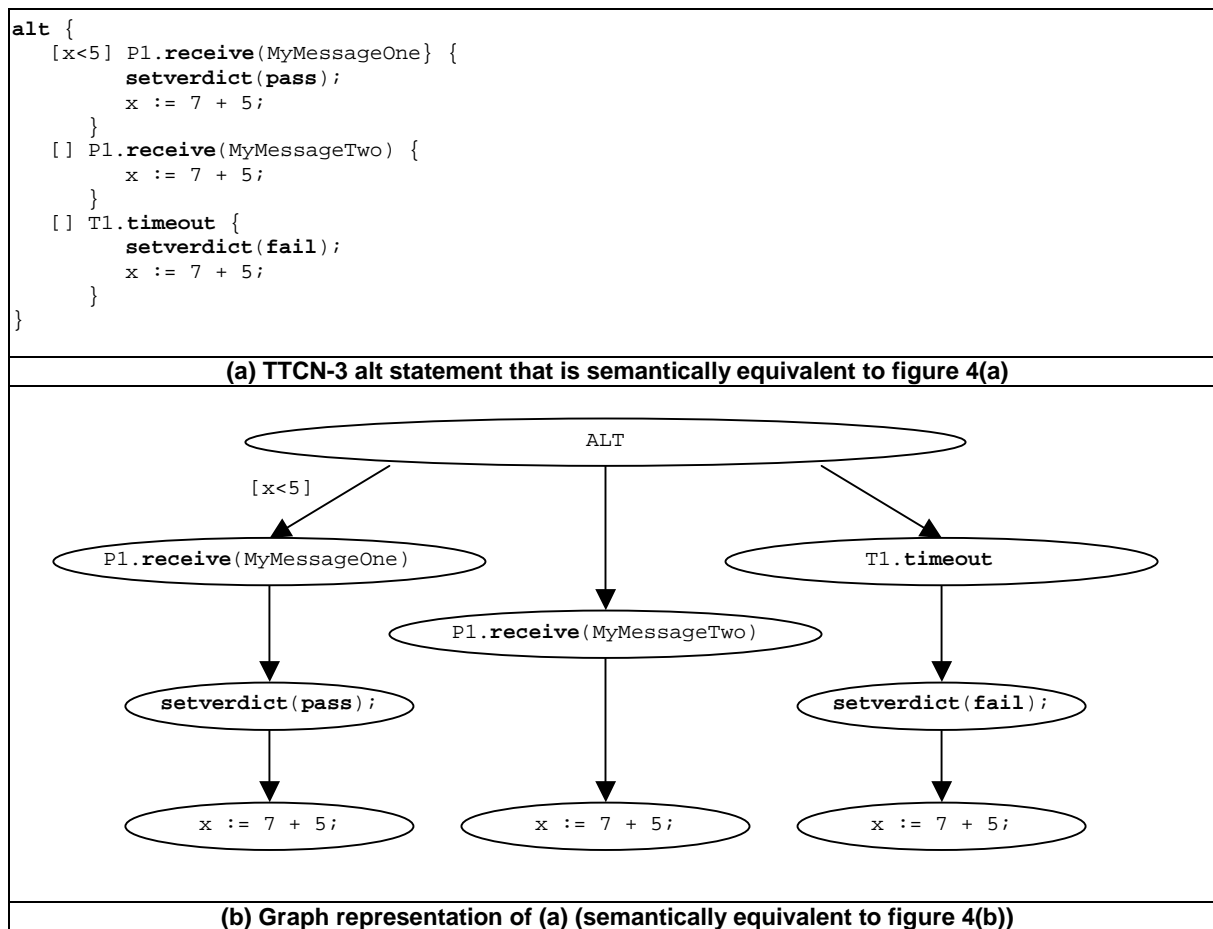 alt {
   [x<5] P1.receive(MyMessageOne} {
         setverdict(pass);
         x := 7 + 5;
      }
   [] P1.receive(MyMessageTwo) {
         x := 7 + 5;
      }
   [] T1.timeout {
         setverdict(fail);
         x := 7 + 5;
      }
}
(a) TTCN-3 alt statement that is semantically equivalent to figure 4(a)
ALT
[x<5]
P1.receive(MyMessageOne)
T1.timeout
P1.receive(MyMessageTwo)
setverdict(pass);
setverdict(fail);
x := 7 + 5;
x := 7 + 5;
x := 7 + 5;
(b) Graph representation of (a) (semantically equivalent to figure 4(b))